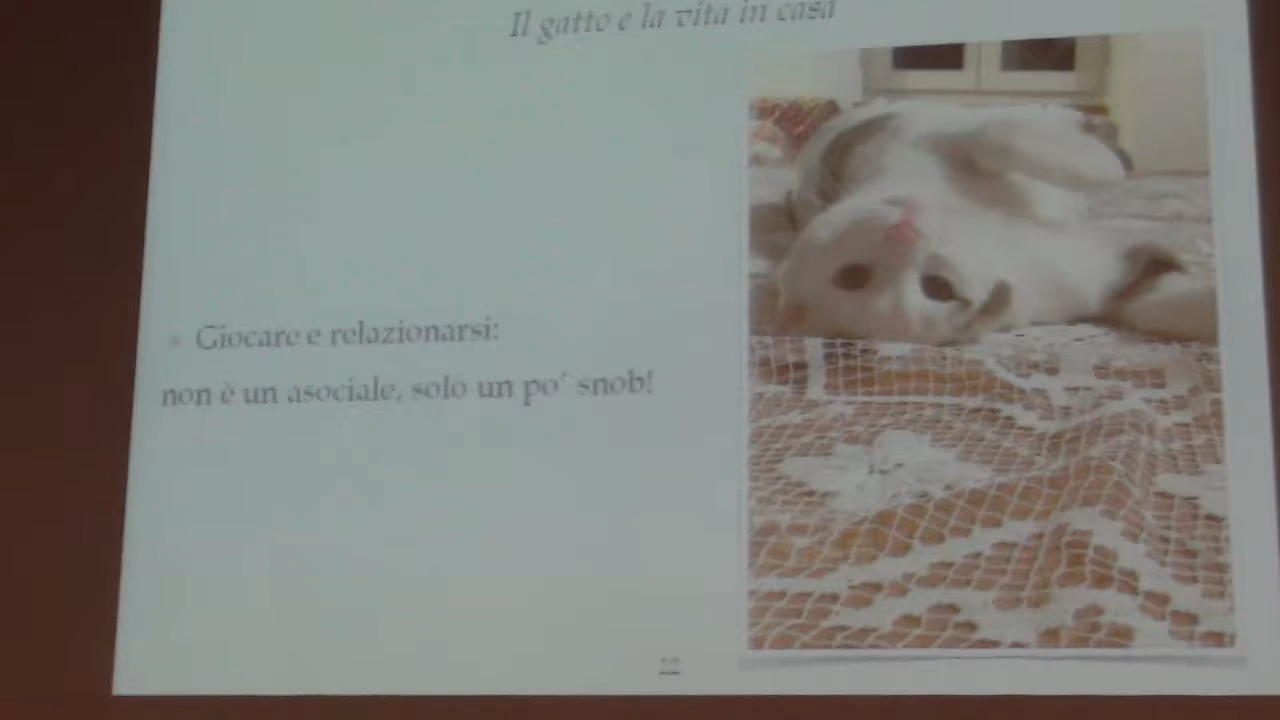 Il gatto e la vita in casa
Giocare e relazionarsi:
non è un asociale, solo un po´ snob!